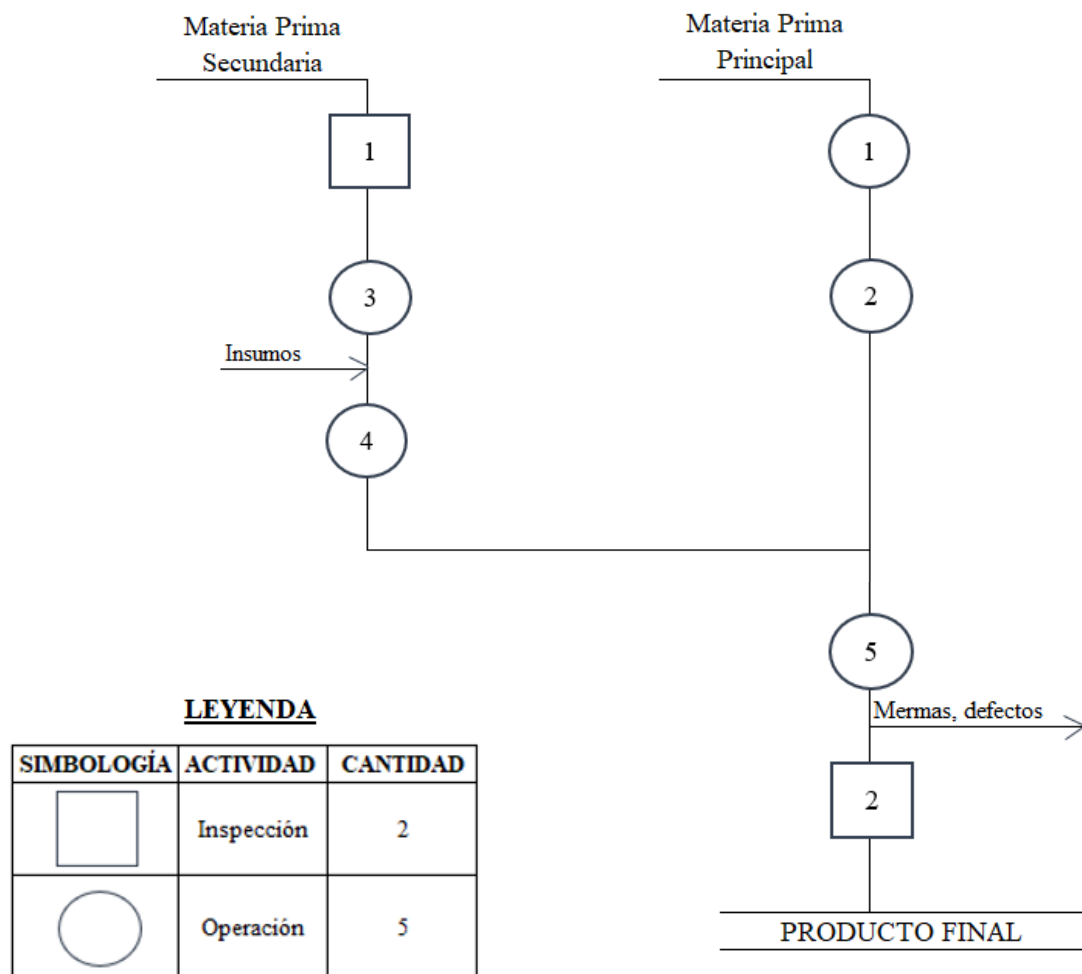 Materia Prima
Secundaria
Materia Prima
Principal
1
1
3
2
Insumos
4
5
Mermas, defectos
2
PRODUCTO FINAL
LEYENDA
SIMBOLOGÍA ACTIVIDAD CANTIDAD
Inspección 2
Operación 5